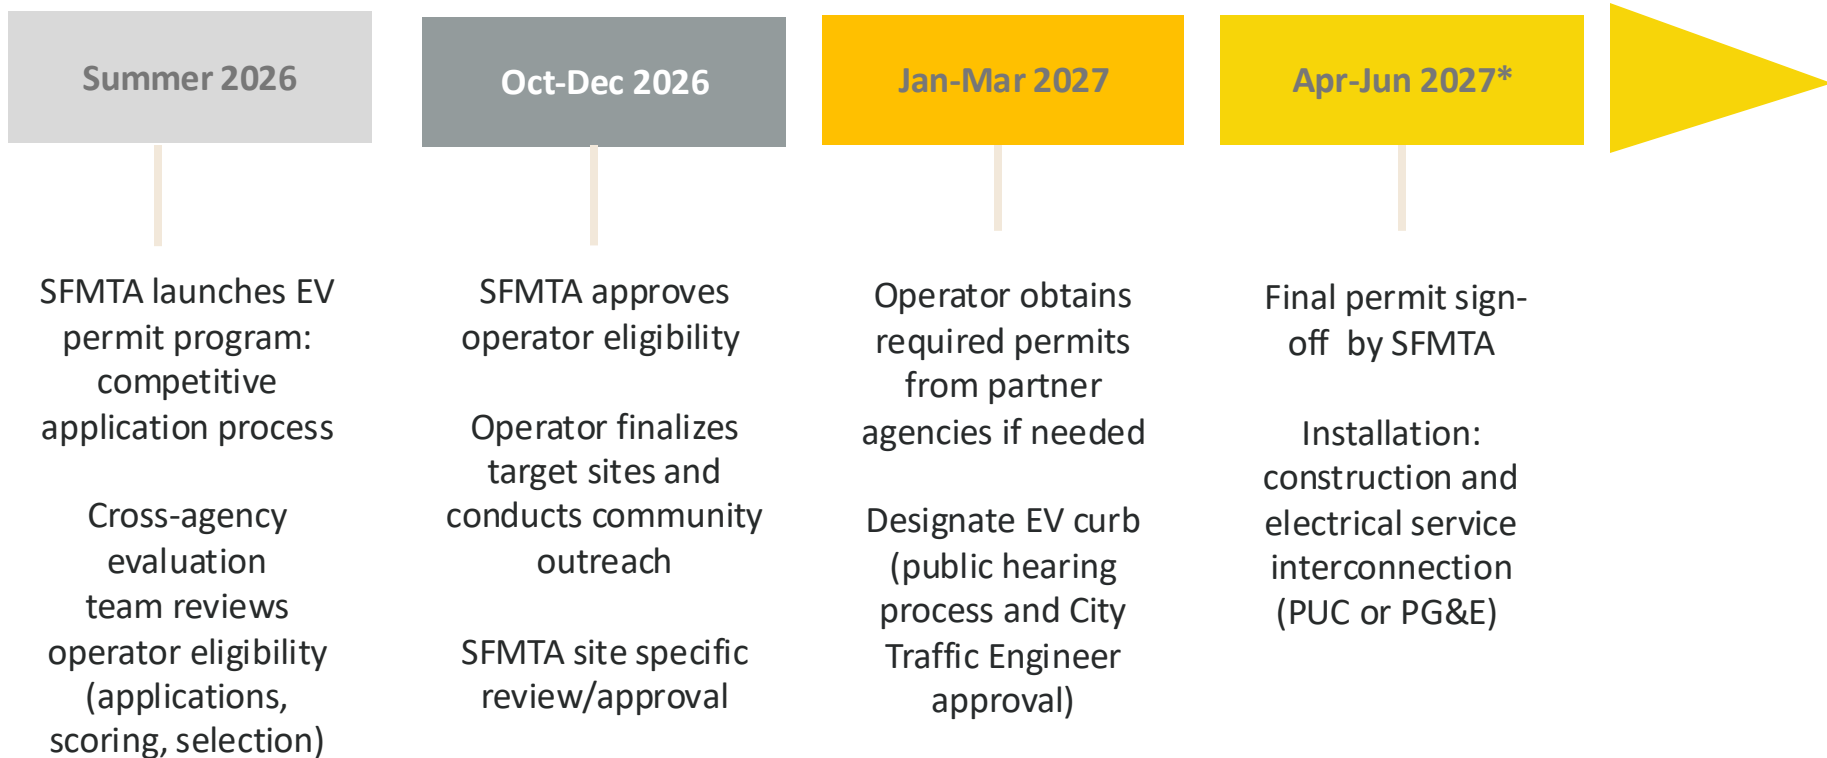 Summer 2026
Oct-Dec 2026
Jan-Mar 2027
Apr-Jun 2027*
SFMTA launches EV
permit program:
competitive
application process
Cross-agency
evaluation
team reviews
operator eligibility
(applications,
scoring, selection)
SFMTA approves
operator eligibility
Operator finalizes
target sites and
conducts community
outreach
SFMTA site specific
review/approval
Operator obtains
required permits
from partner
agencies if needed
Designate EV curb
(public hearing
process and City
Traffic Engineer
approval)
Final permit sign-
off  by SFMTA
Installation:
construction and
electrical service
interconnection
(PUC or PG&E)